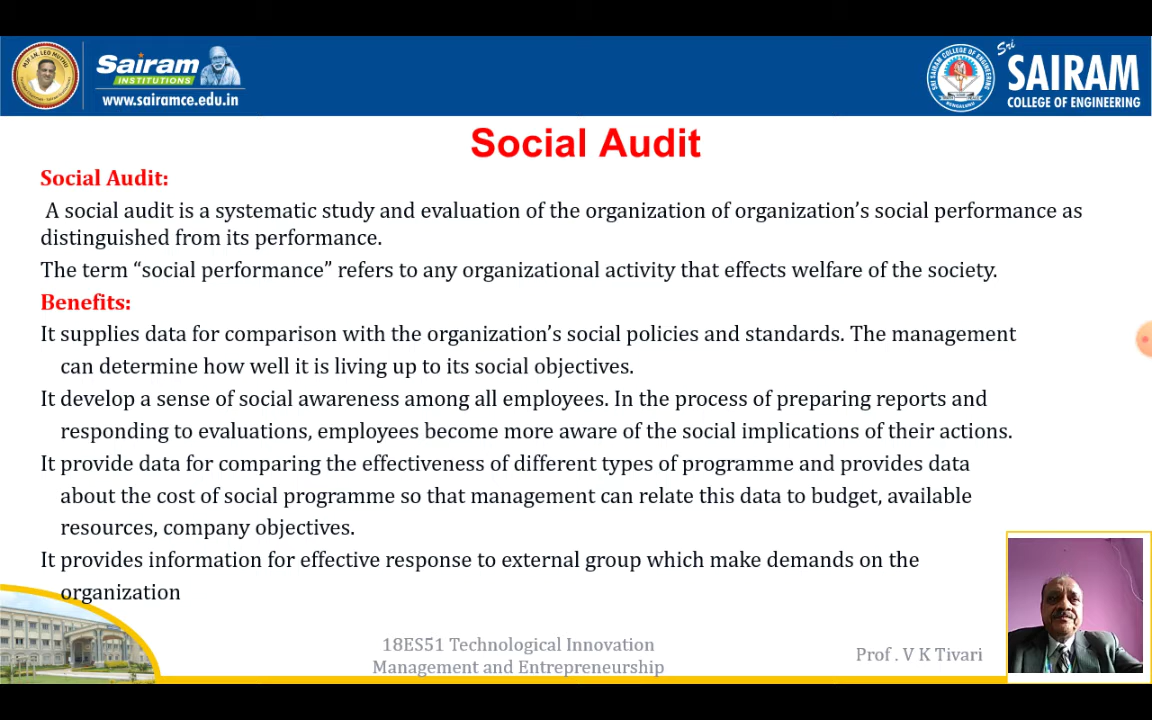 Sairam
INSTITUTIONS
www.sairamce.edu.in
Sri
SAIRAM
COLLEGE OF ENGINEERING
Social Audit
Social Audit:
A social audit is a systematic study and evaluation of the organization of organization’s social performance as
distinguished from its performance.
The term “social performance” refers to any organizational activity that effects welfare of the society.
Benefits:
It supplies data for comparison with the organization’s social policies and standards. The management
can determine how well it is living up to its social objectives.
It develop a sense of social awareness among all employees. In the process of preparing reports and
responding to evaluations, employees become more aware of the social implications of their actions.
It provide data for comparing the effectiveness of different types of programme and provides data
about the cost of social programme so that management can relate this data to budget, available
resources, company objectives.
It provides information for effective response to external group which make demands on the
organization
18ES51 Technological Innovation
Management and Entrepreneurship
Prof . V K Tivari